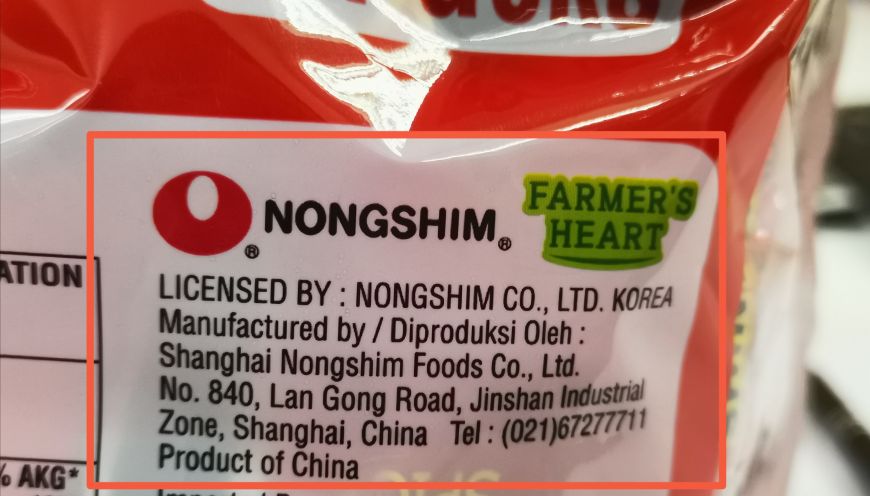 ATION
NONGSHIM®
FARMER'S
HEART
LICENSED BY : NONGSHIM CO., LTD. KOREA
Manufactured by / Diproduksi Oleh :
Shanghai Nongshim Foods Co., Ltd.
No. 840, Lan Gong Road, Jinshan Industrial
Zone, Shanghai, China Tel : (021)67277711
Product of China
% AKG*